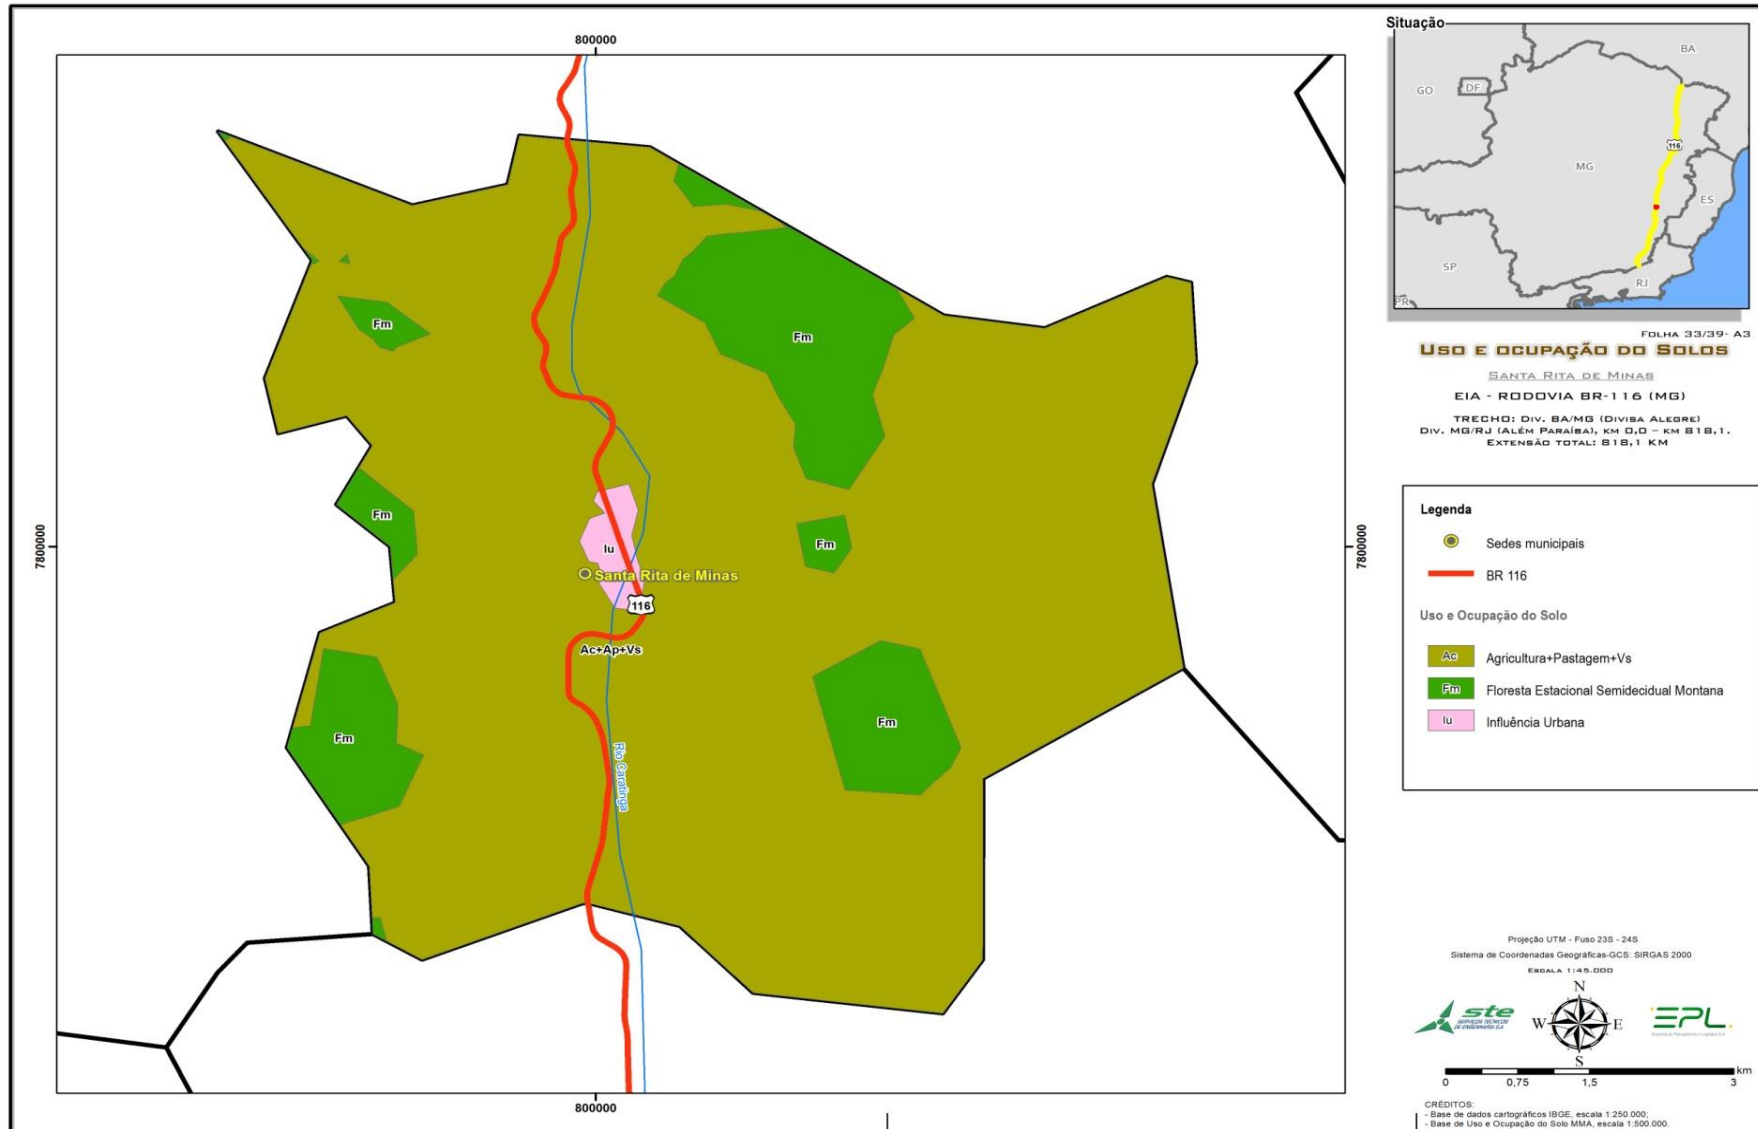 800000
7800000
Fm
Fm
Fm
Fm
Iu
Santa Rita de Minas
116
Ac+Ap+Vs
Fm
Fm
Rio Caratinga
7800000
800000
Situação
BA
GO
DF
116
MG
ES
SP
RJ
PR
Folha 33/39- A3
Uso e ocupação do Solos
Santa Rita de Minas
EIA - Rodovia BR-116 (MG)
Trecho: Div. BA/MG (Divisa Alegre)
Div. MG/RJ (Além Paraíba), km 0,0 – km 818,1.
Extensão total: 818,1 km
Legenda
Sedes municipais
BR 116
Uso e Ocupação do Solo
Ac Agricultura+Pastagem+Vs
Fm Floresta Estacional Semidecidual Montana
Iu Influência Urbana
Projeção UTM - Fuso 23S - 24S
Sistema de Coordenadas Geográficas-GCS: SIRGAS 2000
Escala 1:45.000
ste
SERVIÇOS TÉCNICOS
DE ENGENHARIA S.A.
N
W E
S
EPL
0 0,75 1,5 3 km
CRÉDITOS:
- Base de dados cartográficos IBGE, escala 1:250.000;
- Base de Uso e Ocupação do Solo MMA, escala 1:500.000.